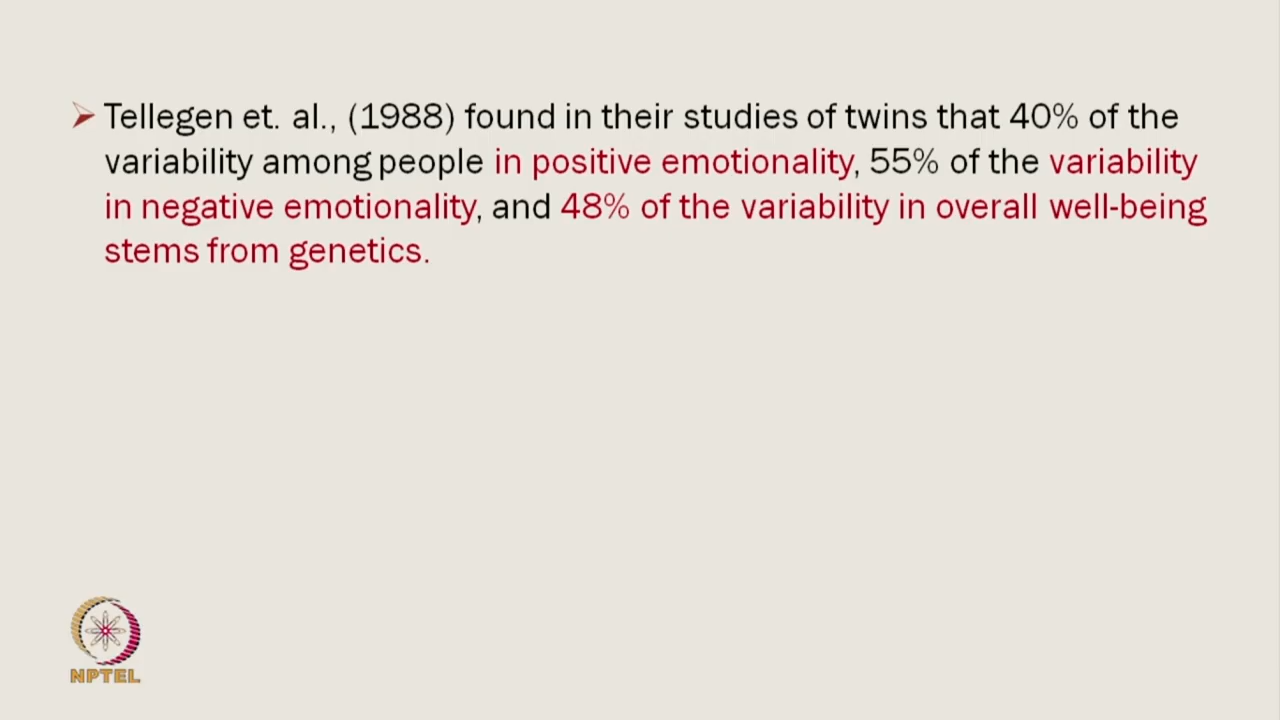 Tellegen et. al., (1988) found in their studies of twins that 40% of the
variability among people in positive emotionality, 55% of the variability
in negative emotionality, and 48% of the variability in overall well-being
stems from genetics.
NPTEL